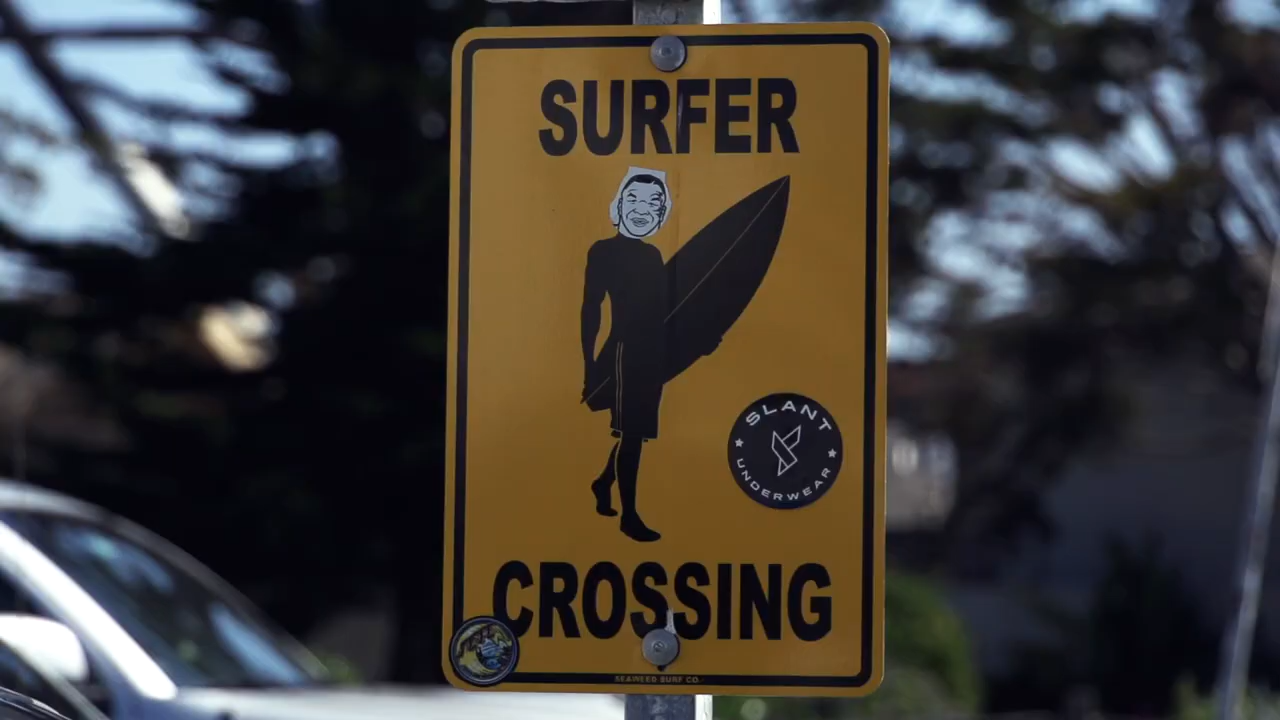 SURFER
SLANT
UNDERWEAR
CROSSING
SEAWEED SURF CO.